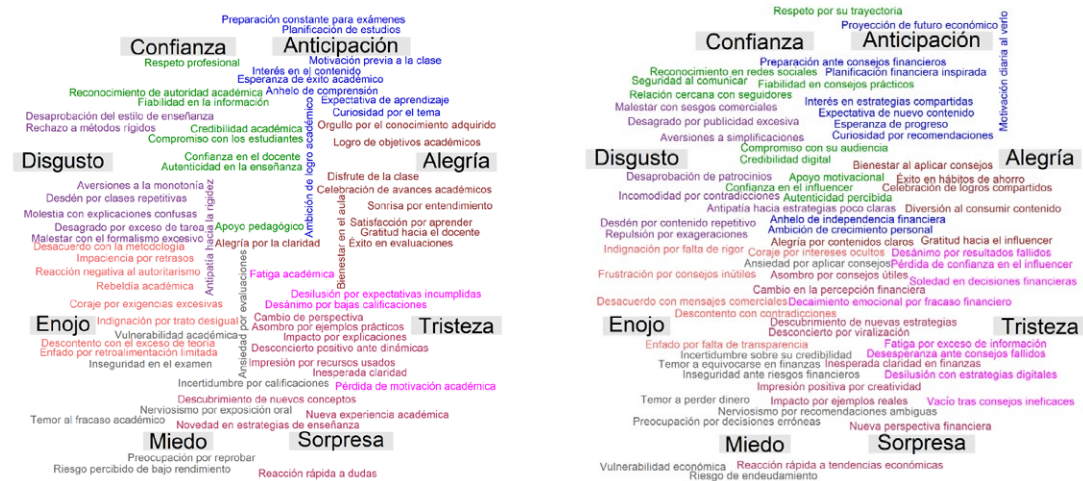 Preparación constante para exámenes
Planificación de estudios
Confianza
Anticipación
Respeto profesional
Motivación previa a la clase
Interés en el contenido
Esperanza de éxito académico
Reconocimiento de autoridad académica
Anhelo de comprensión
Fiabilidad en la información
Expectativa de aprendizaje
Curiosidad por el tema
Desaprobación del estilo de enseñanza
Rechazo a métodos rígidos
Credibilidad académica
Orgullo por el conocimiento adquirido
Compromiso con los estudiantes
Logro de objetivos académicos
Ambición de logro académico
Disgusto
Confianza en el docente
Autenticidad en la enseñanza
Alegría
Disfrute de la clase
Aversiones a la monotonía
Celebración de avances académicos
Desdén por clases repetitivas
Sonrisa por entendimiento
Molestia con explicaciones confusas
Antipatía hacia la rigidez
Bienestar en el aula
Satisfacción por aprender
Desagrado por exceso de tarea
Apoyo pedagógico
Gratitud hacia el docente
Malestar con el formalismo excesivo
Alegría por la claridad
Éxito en evaluaciones
Desacuerdo con la metodología
Impaciencia por retrasos
Reacción negativa al autoritarismo
Fatiga académica
Rebeldía académica
Ansiedad por evaluaciones
Desilusión por expectativas incumplidas
Coraje por exigencias excesivas
Desánimo por bajas calificaciones
Enojo
Indignación por trato desigual
Cambio de perspectiva
Asombro por ejemplos prácticos
Tristeza
Vulnerabilidad académica
Impacto por explicaciones
Descontento con el exceso de teoría
Desconcierto positivo ante dinámicas
Enfado por retroalimentación limitada
Inseguridad en el examen
Impresión por recursos usados
Inesperada claridad
Incertidumbre por calificaciones
Pérdida de motivación académica
Descubrimiento de nuevos conceptos
Nerviosismo por exposición oral
Temor al fracaso académico
Nueva experiencia académica
Novedad en estrategias de enseñanza
Miedo
Sorpresa
Preocupación por reprobar
Riesgo percibido de bajo rendimiento
Reacción rápida a dudas
Respeto por su trayectoria
Proyección de futuro económico
Motivación diaria al verlo
Confianza
Anticipación
Preparación ante consejos financieros
Reconocimiento en redes sociales
Planificación financiera inspirada
Seguridad al comunicar
Fiabilidad en consejos prácticos
Relación cercana con seguidores
Malestar con sesgos comerciales
Interés en estrategias compartidas
Desagrado por publicidad excesiva
Expectativa de nuevo contenido
Esperanza de progreso
Aversiones a simplificaciones
Curiosidad por recomendaciones
Compromiso con su audiencia
Disgusto
Credibilidad digital
Alegría
Bienestar al aplicar consejos
Desaprobación de patrocinios
Apoyo motivacional
Éxito en hábitos de ahorro
Confianza en el influencer
Celebración de logros compartidos
Incomodidad por contradicciones
Autenticidad percibida
Antipatía hacia estrategias poco claras
Diversión al consumir contenido
Desdén por contenido repetitivo
Anhelo de independencia financiera
Repulsión por exageraciones
Ambición de crecimiento personal
Alegría por contenidos claros
Gratitud hacia el influencer
Indignación por falta de rigor
Coraje por intereses ocultos
Desánimo por resultados fallidos
Ansiedad por aplicar consejos
Pérdida de confianza en el influencer
Frustración por consejos inútiles
Asombro por consejos útiles
Soledad en decisiones financieras
Cambio en la percepción financiera
Desacuerdo con mensajes comerciales
Decaimiento emocional por fracaso financiero
Descontento con contradicciones
Enojo
Descubrimiento de nuevas estrategias
Tristeza
Desconcierto por viralización
Enfado por falta de transparencia
Fatiga por exceso de información
Incertidumbre sobre su credibilidad
Desesperanza ante consejos fallidos
Temor a equivocarse en finanzas
Inesperada claridad en finanzas
Inseguridad ante riesgos financieros
Desilusión con estrategias digitales
Impresión positiva por creatividad
Temor a perder dinero
Impacto por ejemplos reales
Vacío tras consejos ineficaces
Nerviosismo por recomendaciones ambiguas
Preocupación por decisiones erróneas
Nueva perspectiva financiera
Miedo
Sorpresa
Vulnerabilidad económica
Reacción rápida a tendencias económicas
Riesgo de endeudamiento